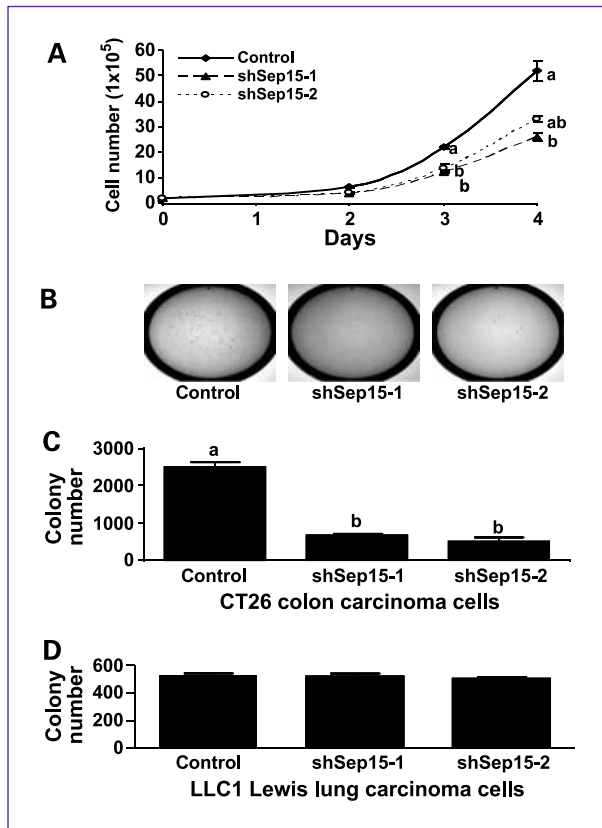 A
Cell number (1x10⁵)
60
50
40
30
20
10
0
Control
shSep15-1
shSep15-2
a
ab
b
a
b
b
0
1
2
3
4
Days
B
Control
shSep15-1
shSep15-2
C
Colony number
3000
2000
1000
0
a
b
b
Control
shSep15-1
shSep15-2
CT26 colon carcinoma cells
D
Colony number
600
400
200
0
Control
shSep15-1
shSep15-2
LLC1 Lewis lung carcinoma cells